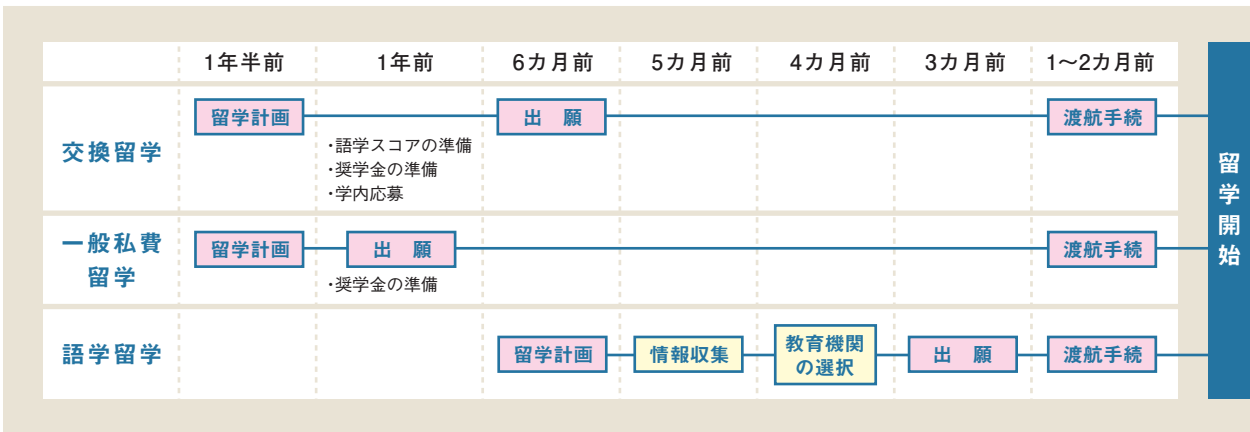 1年半前 1年前 6カ月前 5カ月前 4カ月前 3カ月前 1～2カ月前
交換留学
留学計画 出　願 渡航手続
・語学スコアの準備
・奨学金の準備
・学内応募
一般私費
留学
留学計画 出　願 渡航手続
・奨学金の準備
語学留学
留学計画 情報収集 教育機関
の選択 出　願 渡航手続
留学開始